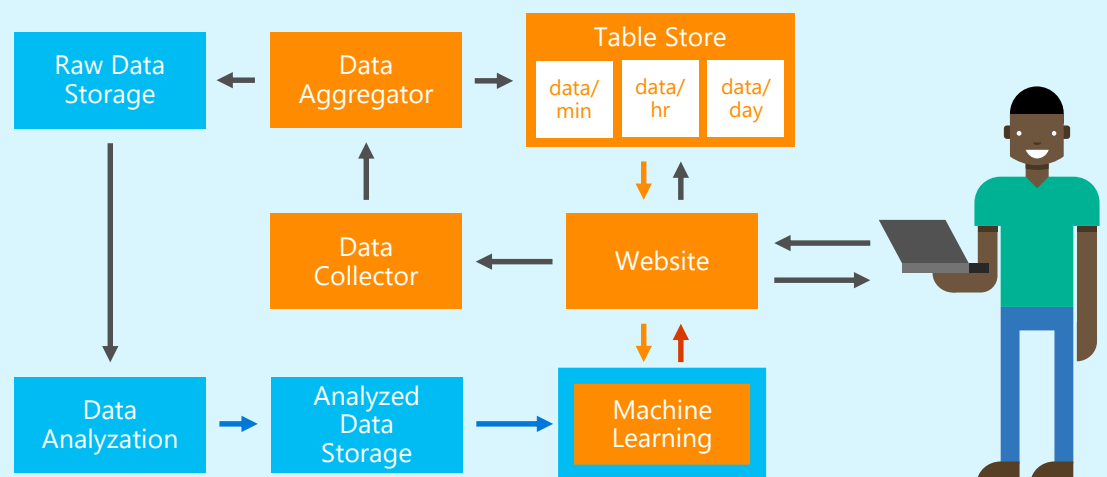 Raw Data
Storage
Data
Aggregator
Table Store
data/
min
data/
hr
data/
day
Data
Collector
Website
Data
Analyzation
Analyzed
Data
Storage
Machine
Learning